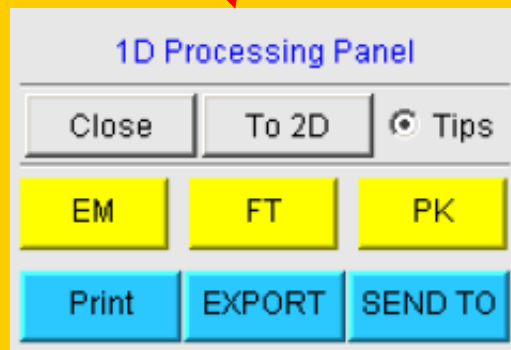 1D Processing Panel
Close To 2D Tips
EM FT PK
Print EXPORT SEND TO